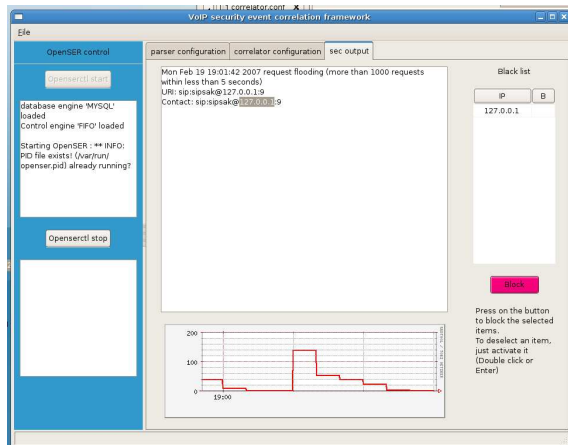 correlator.conf X
VoIP security event correlation framework
File
OpenSER control
Openserctl start
database engine 'MYSQL'
loaded
Control engine 'FIFO' loaded
Starting OpenSER : ** INFO:
PID file exists! (/var/run/
openser.pid) already running?
Openserctl stop
parser configuration
correlator configuration
sec output
Mon Feb 19 19:01:42 2007 request flooding (more than 1000 requests
within less than 5 seconds)
URI: sip:sipsak@127.0.0.1:9
Contact: sip:sipsak@127.0.0.1:9
200
100
0
19:00
Black list
IP B
127.0.0.1
Block
Press on the button
to block the selected
items.
To deselect an item,
just activate it
(Double click or
Enter)